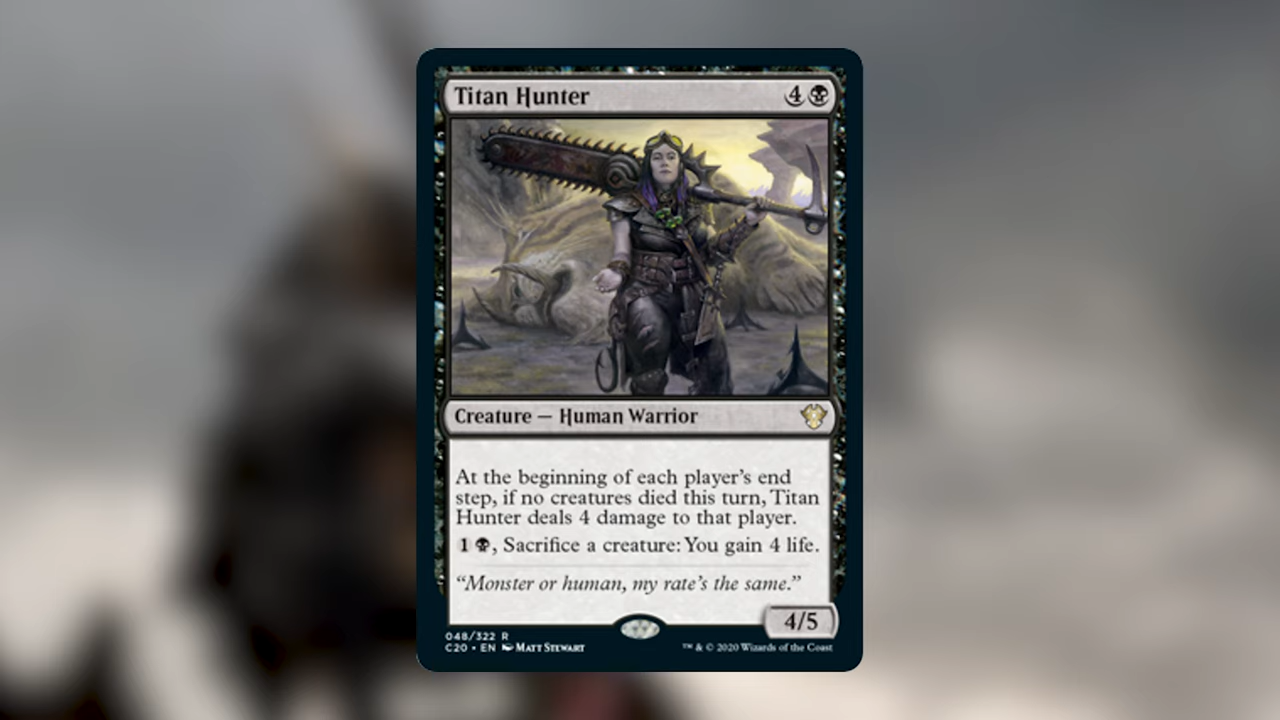 Titan Hunter 4
Creature — Human Warrior
At the beginning of each player's end
step, if no creatures died this turn, Titan
Hunter deals 4 damage to that player.
1, Sacrifice a creature: You gain 4 life.
“Monster or human, my rate's the same.”
4/5
048/322 R
C20 • EN MATT STEWART
™ & © 2020 Wizards of the Coast